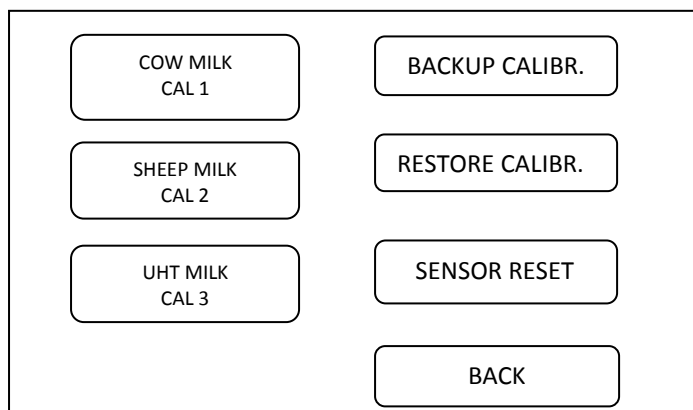 COW MILK
CAL 1
SHEEP MILK
CAL 2
UHT MILK
CAL 3
BACKUP CALIBR.
RESTORE CALIBR.
SENSOR RESET
BACK